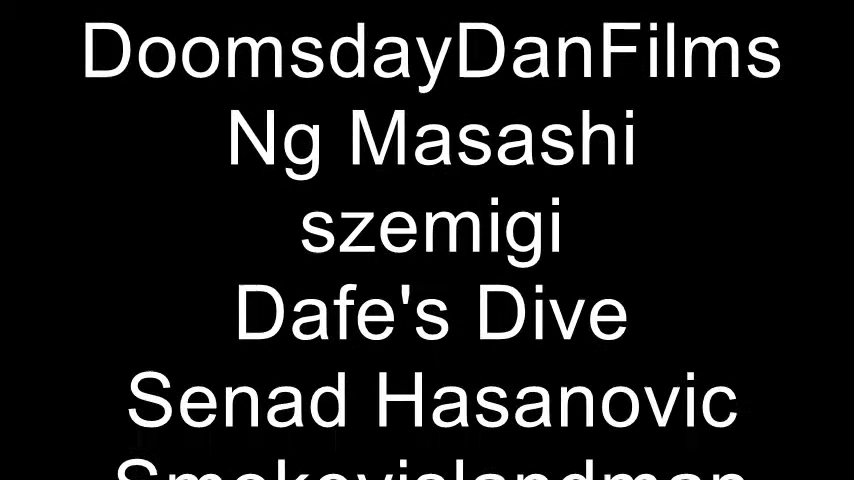 DoomsdayDanFilms
Ng Masashi
szemigi
Dafe's Dive
Senad Hasanovic